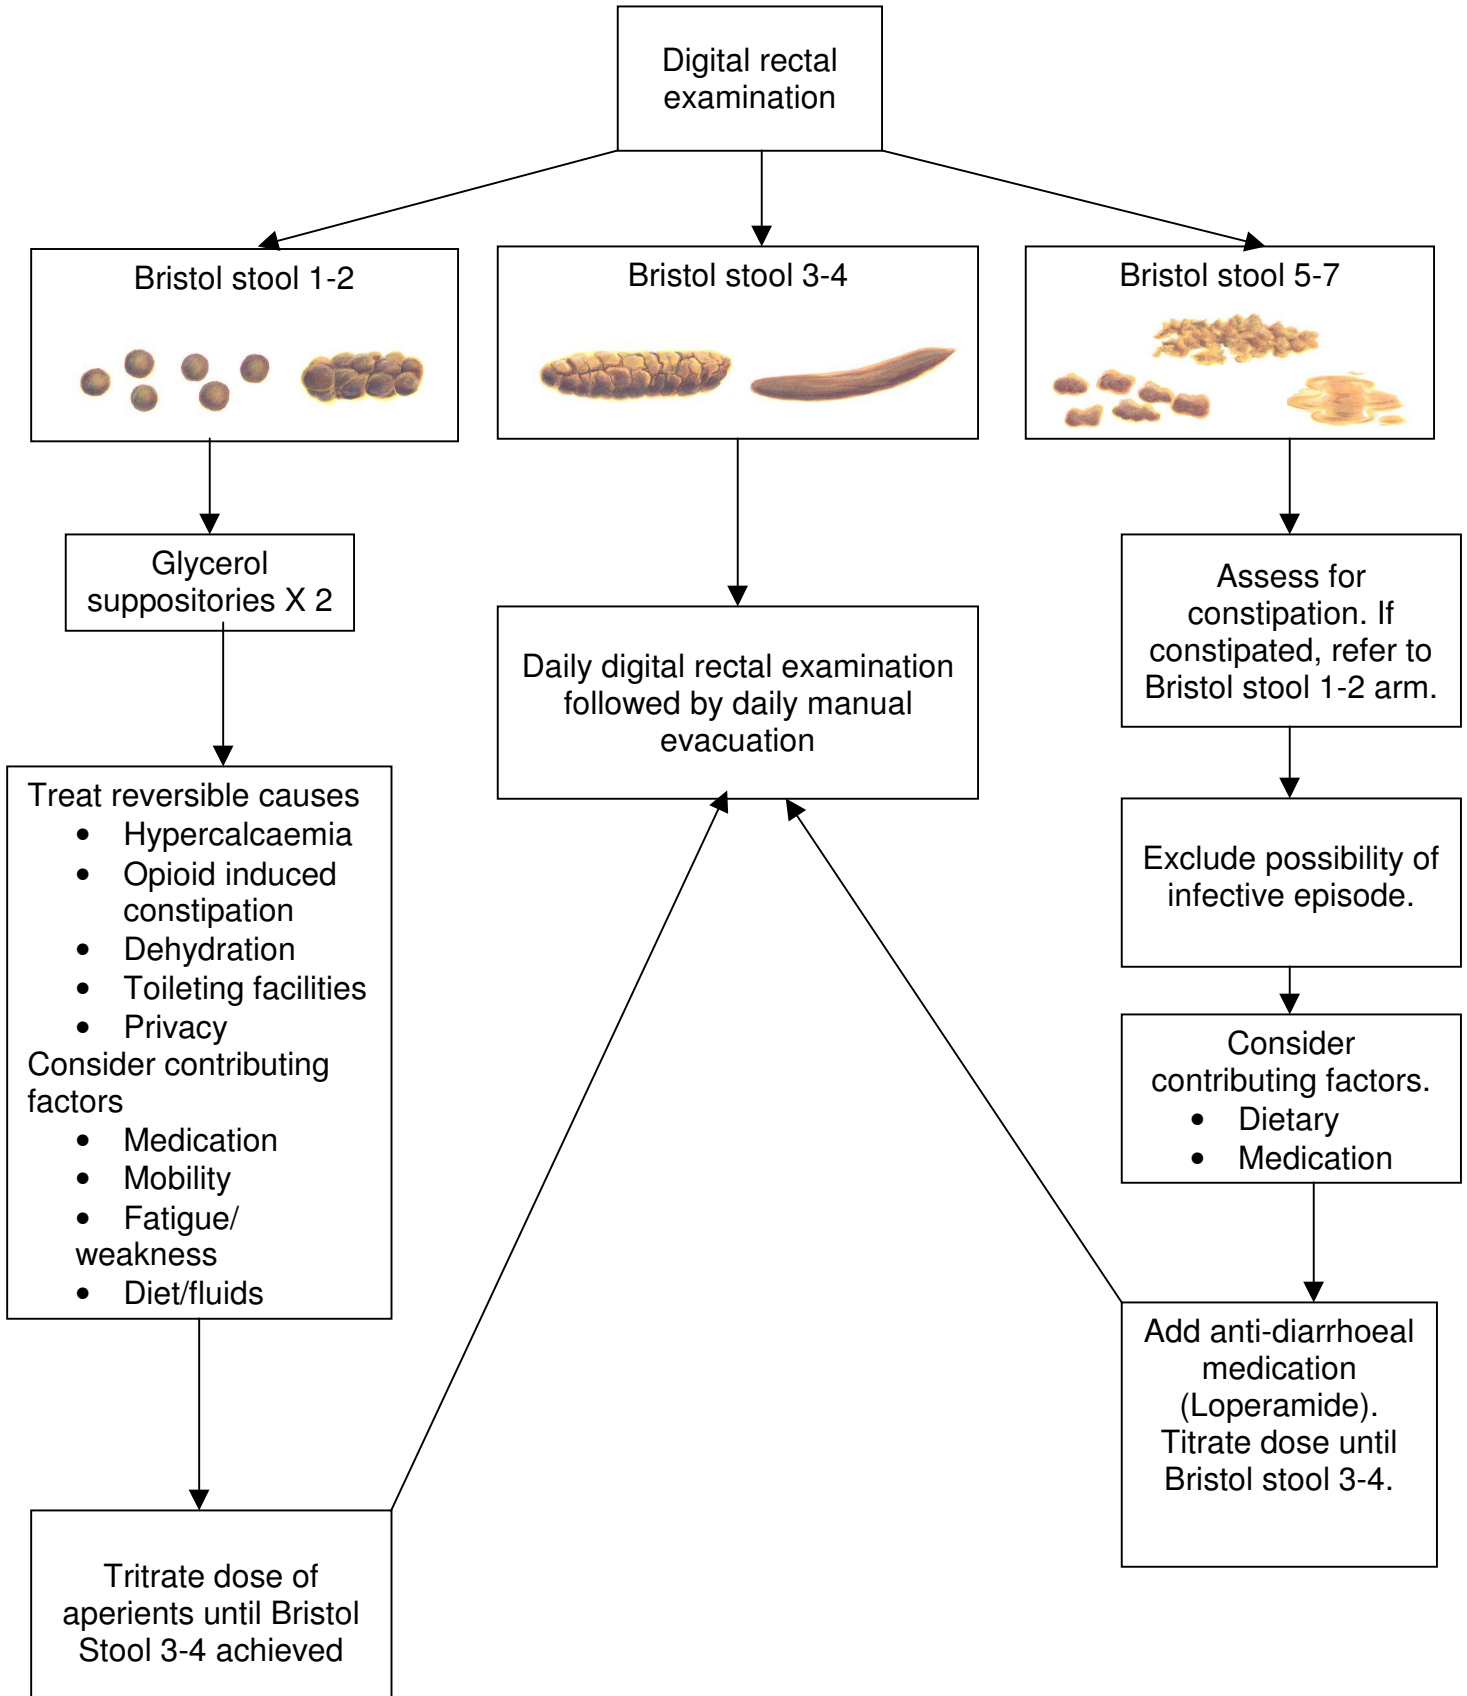 Digital rectal
examination
Bristol stool 1-2
Bristol stool 3-4
Bristol stool 5-7
Glycerol
suppositories X 2
Treat reversible causes
• Hypercalcaemia
• Opioid induced
constipation
• Dehydration
• Toileting facilities
• Privacy
Consider contributing
factors
• Medication
• Mobility
• Fatigue/
weakness
• Diet/fluids
Tritrate dose of
aperients until Bristol
Stool 3-4 achieved
Daily digital rectal examination
followed by daily manual
evacuation
Assess for
constipation. If
constipated, refer to
Bristol stool 1-2 arm.
Exclude possibility of
infective episode.
Consider
contributing factors.
• Dietary
• Medication
Add anti-diarrhoeal
medication
(Loperamide).
Titrate dose until
Bristol stool 3-4.